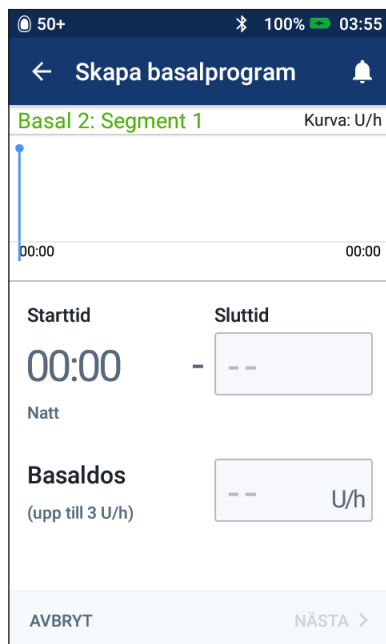 50+ 100% 03:55
Skapa basalprogram
Basal 2: Segment 1 Kurva: U/h
00:00 00:00
Starttid Sluttid
00:00 - --
Natt
Basaldos
(upp till 3 U/h) -- U/h
AVBRYT NÄSTA